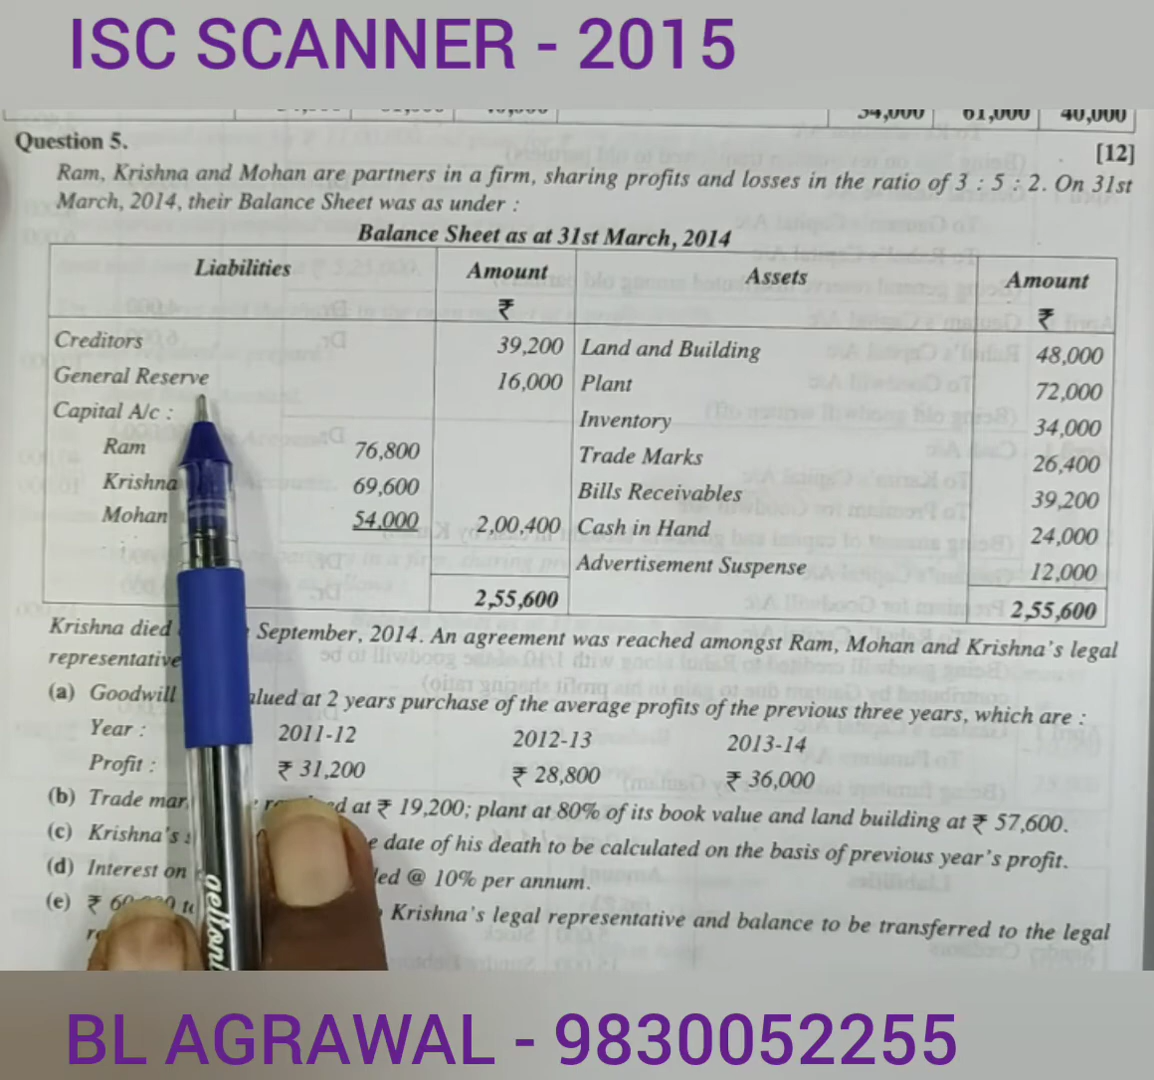 ISC SCANNER - 2015
34,000 61,000 40,000
Question 5. [12]
Ram, Krishna and Mohan are partners in a firm, sharing profits and losses in the ratio of 3 : 5 : 2. On 31st
March, 2014, their Balance Sheet was as under :
Balance Sheet as at 31st March, 2014
Liabilities Amount Assets Amount
₹ ₹
Creditors 39,200 Land and Building 48,000
General Reserve 16,000 Plant 72,000
Capital A/c : Inventory 34,000
Ram 76,800 Trade Marks 26,400
Krishna 69,600 Bills Receivables 39,200
Mohan 54,000 2,00,400 Cash in Hand 24,000
Advertisement Suspense 12,000
2,55,600 2,55,600
Krishna died September, 2014. An agreement was reached amongst Ram, Mohan and Krishna's legal
representative
(a) Goodwill alued at 2 years purchase of the average profits of the previous three years, which are :
Year : 2011-12 2012-13 2013-14
Profit : ₹ 31,200 ₹ 28,800 ₹ 36,000
(b) Trade mar ed at ₹ 19,200; plant at 80% of its book value and land building at ₹ 57,600.
(c) Krishna's s e date of his death to be calculated on the basis of previous year's profit.
(d) Interest on led @ 10% per annum.
(e) ₹ Krishna's legal representative and balance to be transferred to the legal
cello
BL AGRAWAL - 9830052255